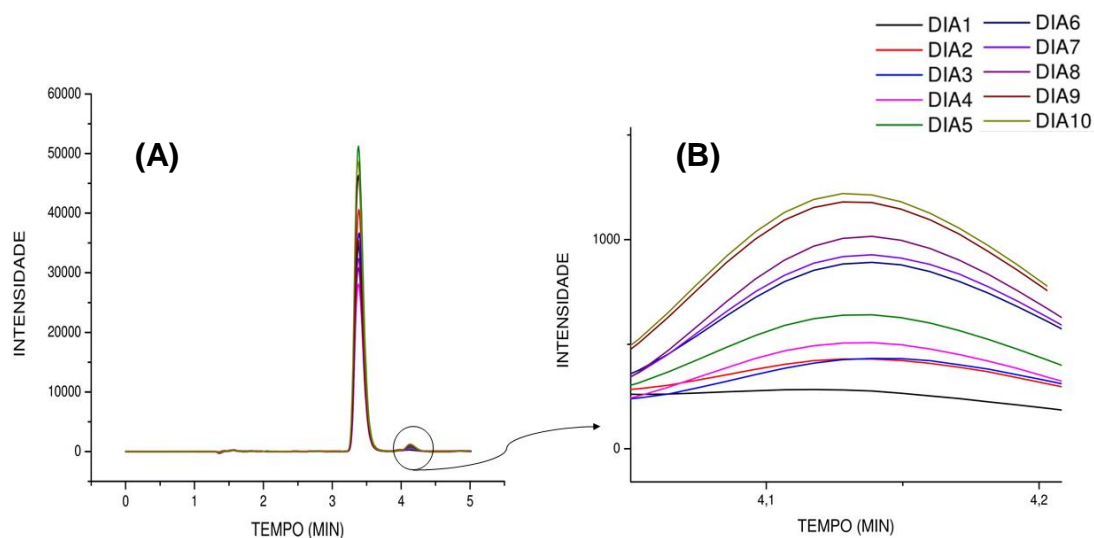 DIA1 DIA6
DIA2 DIA7
DIA3 DIA8
DIA4 DIA9
DIA5 DIA10
(A)
INTENSIDADE
60000
50000
40000
30000
20000
10000
0
0 1 2 3 4 5
TEMPO (MIN)
(B)
INTENSIDADE
1000
0
4,1 4,2
TEMPO (MIN)